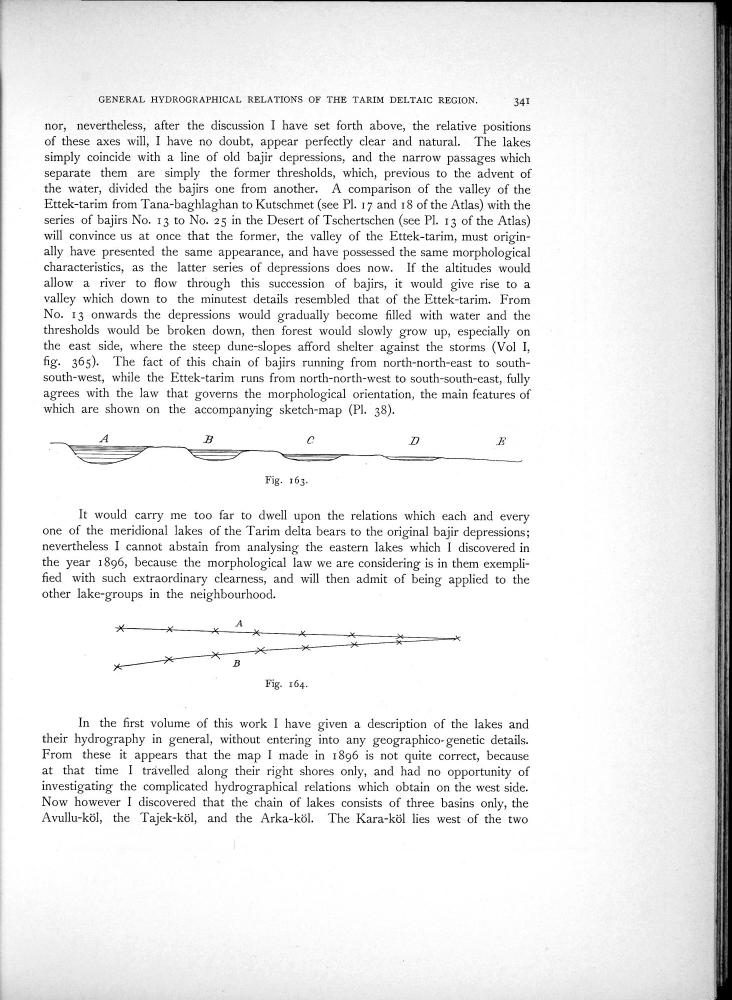 GENERAL HYDROGRAPHICAL RELATIONS OF THE TARIM DELTAIC REGION. 341
nor, nevertheless, after the discussion I have set forth above, the relative positions
of these axes will, I have no doubt, appear perfectly clear and natural. The lakes
simply coincide with a line of old bajir depressions, and the narrow passages which
separate them are simply the former thresholds, which, previous to the advent of
the water, divided the bajirs one from another. A comparison of the valley of the
Ettek-tarim from Tana-baghlaghan to Kutschmet (see Pl. 17 and 18 of the Atlas) with the
series of bajirs No. 13 to No. 25 in the Desert of Tschertschen (see Pl. 13 of the Atlas)
will convince us at once that the former, the valley of the Ettek-tarim, must origin-
ally have presented the same appearance, and have possessed the same morphological
characteristics, as the latter series of depressions does now. If the altitudes would
allow a river to flow through this succession of bajirs, it would give rise to a
valley which down to the minutest details resembled that of the Ettek-tarim. From
No. 13 onwards the depressions would gradually become filled with water and the
thresholds would be broken down, then forest would slowly grow up, especially on
the east side, where the steep dune-slopes afford shelter against the storms (Vol I,
fig. 365). The fact of this chain of bajirs running from north-north-east to south-
south-west, while the Ettek-tarim runs from north-north-west to south-south-east, fully
agrees with the law that governs the morphological orientation, the main features of
which are shown on the accompanying sketch-map (Pl. 38).
A B C D E
Fig. 163.
It would carry me too far to dwell upon the relations which each and every
one of the meridional lakes of the Tarim delta bears to the original bajir depressions;
nevertheless I cannot abstain from analysing the eastern lakes which I discovered in
the year 1896, because the morphological law we are considering is in them exempli-
fied with such extraordinary clearness, and will then admit of being applied to the
other lake-groups in the neighbourhood.
A
B
Fig. 164.
In the first volume of this work I have given a description of the lakes and
their hydrography in general, without entering into any geographico-genetic details.
From these it appears that the map I made in 1896 is not quite correct, because
at that time I travelled along their right shores only, and had no opportunity of
investigating the complicated hydrographical relations which obtain on the west side.
Now however I discovered that the chain of lakes consists of three basins only, the
Avullu-köl, the Tajek-köl, and the Arka-köl. The Kara-köl lies west of the two